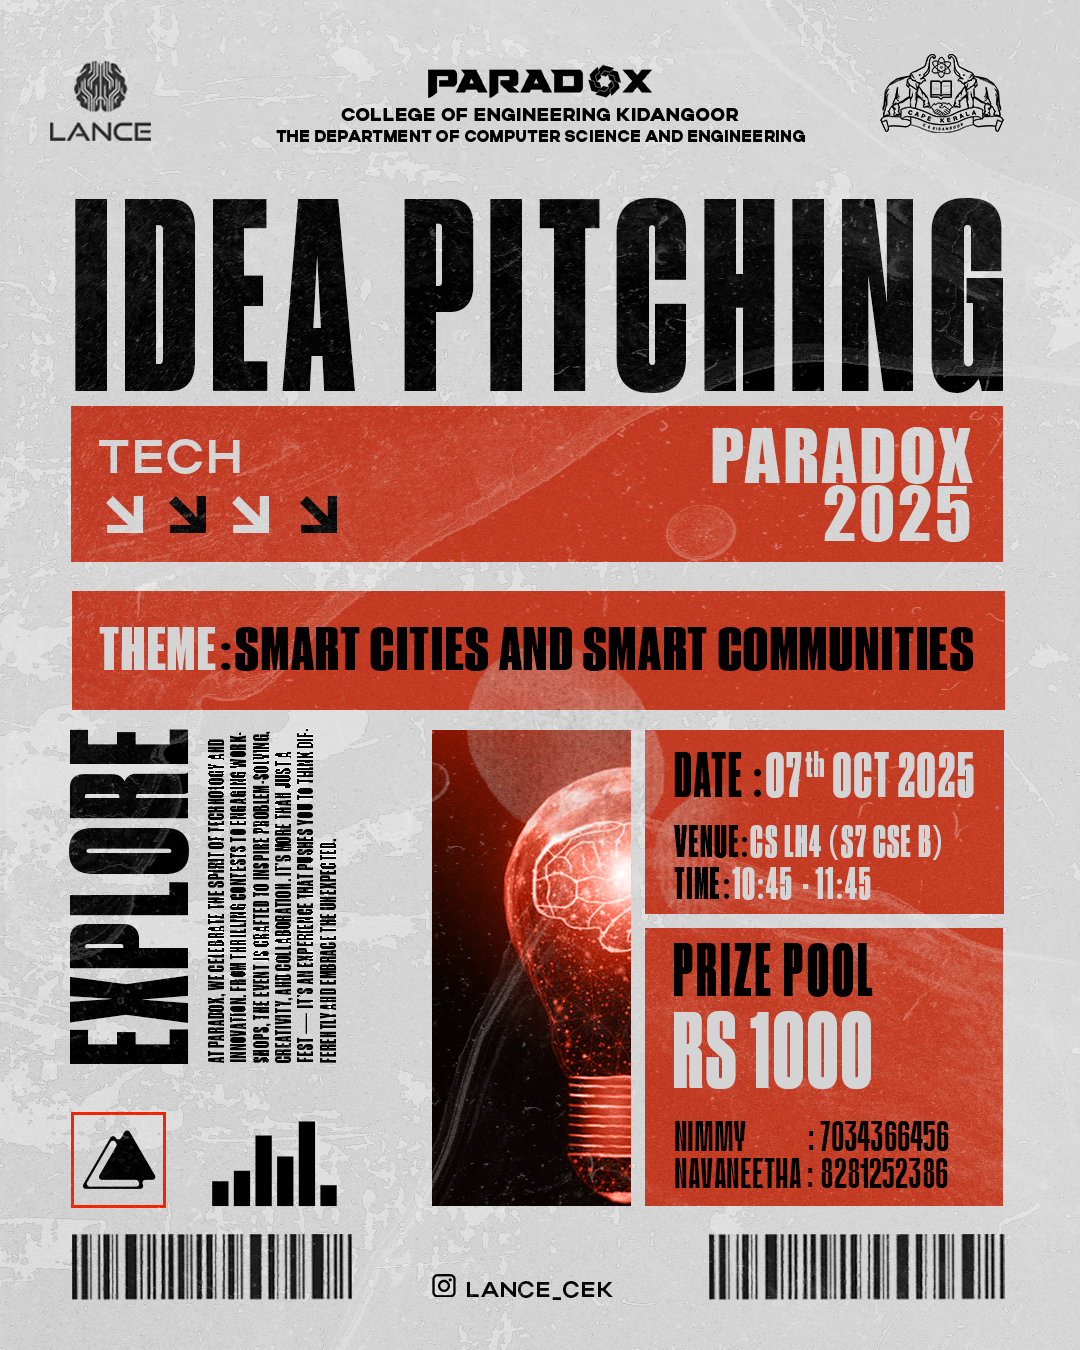 LANCE
PARADOX
COLLEGE OF ENGINEERING KIDANGOOR
THE DEPARTMENT OF COMPUTER SCIENCE AND ENGINEERING
CAPE KERALA
C E KIDANGOOR
IDEA PITCHING
TECH
PARADOX
2025
THEME:SMART CITIES AND SMART COMMUNITIES
EXPLORE
AT PARADOX, WE CELEBRATE THE SPIRIT OF TECHNOLOGY AND
INNOVATION. FROM THRILLING CONTESTS TO ENGAGING WORK-
SHOPS, THE EVENT IS CRAFTED TO INSPIRE PROBLEM-SOLVING,
CREATIVITY, AND COLLABORATION. IT'S MORE THAN JUST A
FEST — IT'S AN EXPERIENCE THAT PUSHES YOU TO THINK DIF-
FERENTLY AND EMBRACE THE UNEXPECTED.
DATE :07th OCT 2025
VENUE:CS LH4 (S7 CSE B)
TIME:10:45 - 11:45
PRIZE POOL
RS 1000
NIMMY : 7034366456
NAVANEETHA : 8281252386
LANCE_CEK